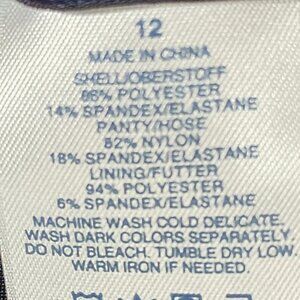 12
MADE IN CHINA
SHELL/OBERSTOFF
86% POLYESTER
14% SPANDEX/ELASTANE
PANTY/HOSE
82% NYLON
18% SPANDEX/ELASTANE
LINING/FUTTER
94% POLYESTER
6% SPANDEX/ELASTANE
MACHINE WASH COLD DELICATE.
WASH DARK COLORS SEPARATELY.
DO NOT BLEACH. TUMBLE DRY LOW.
WARM IRON IF NEEDED.